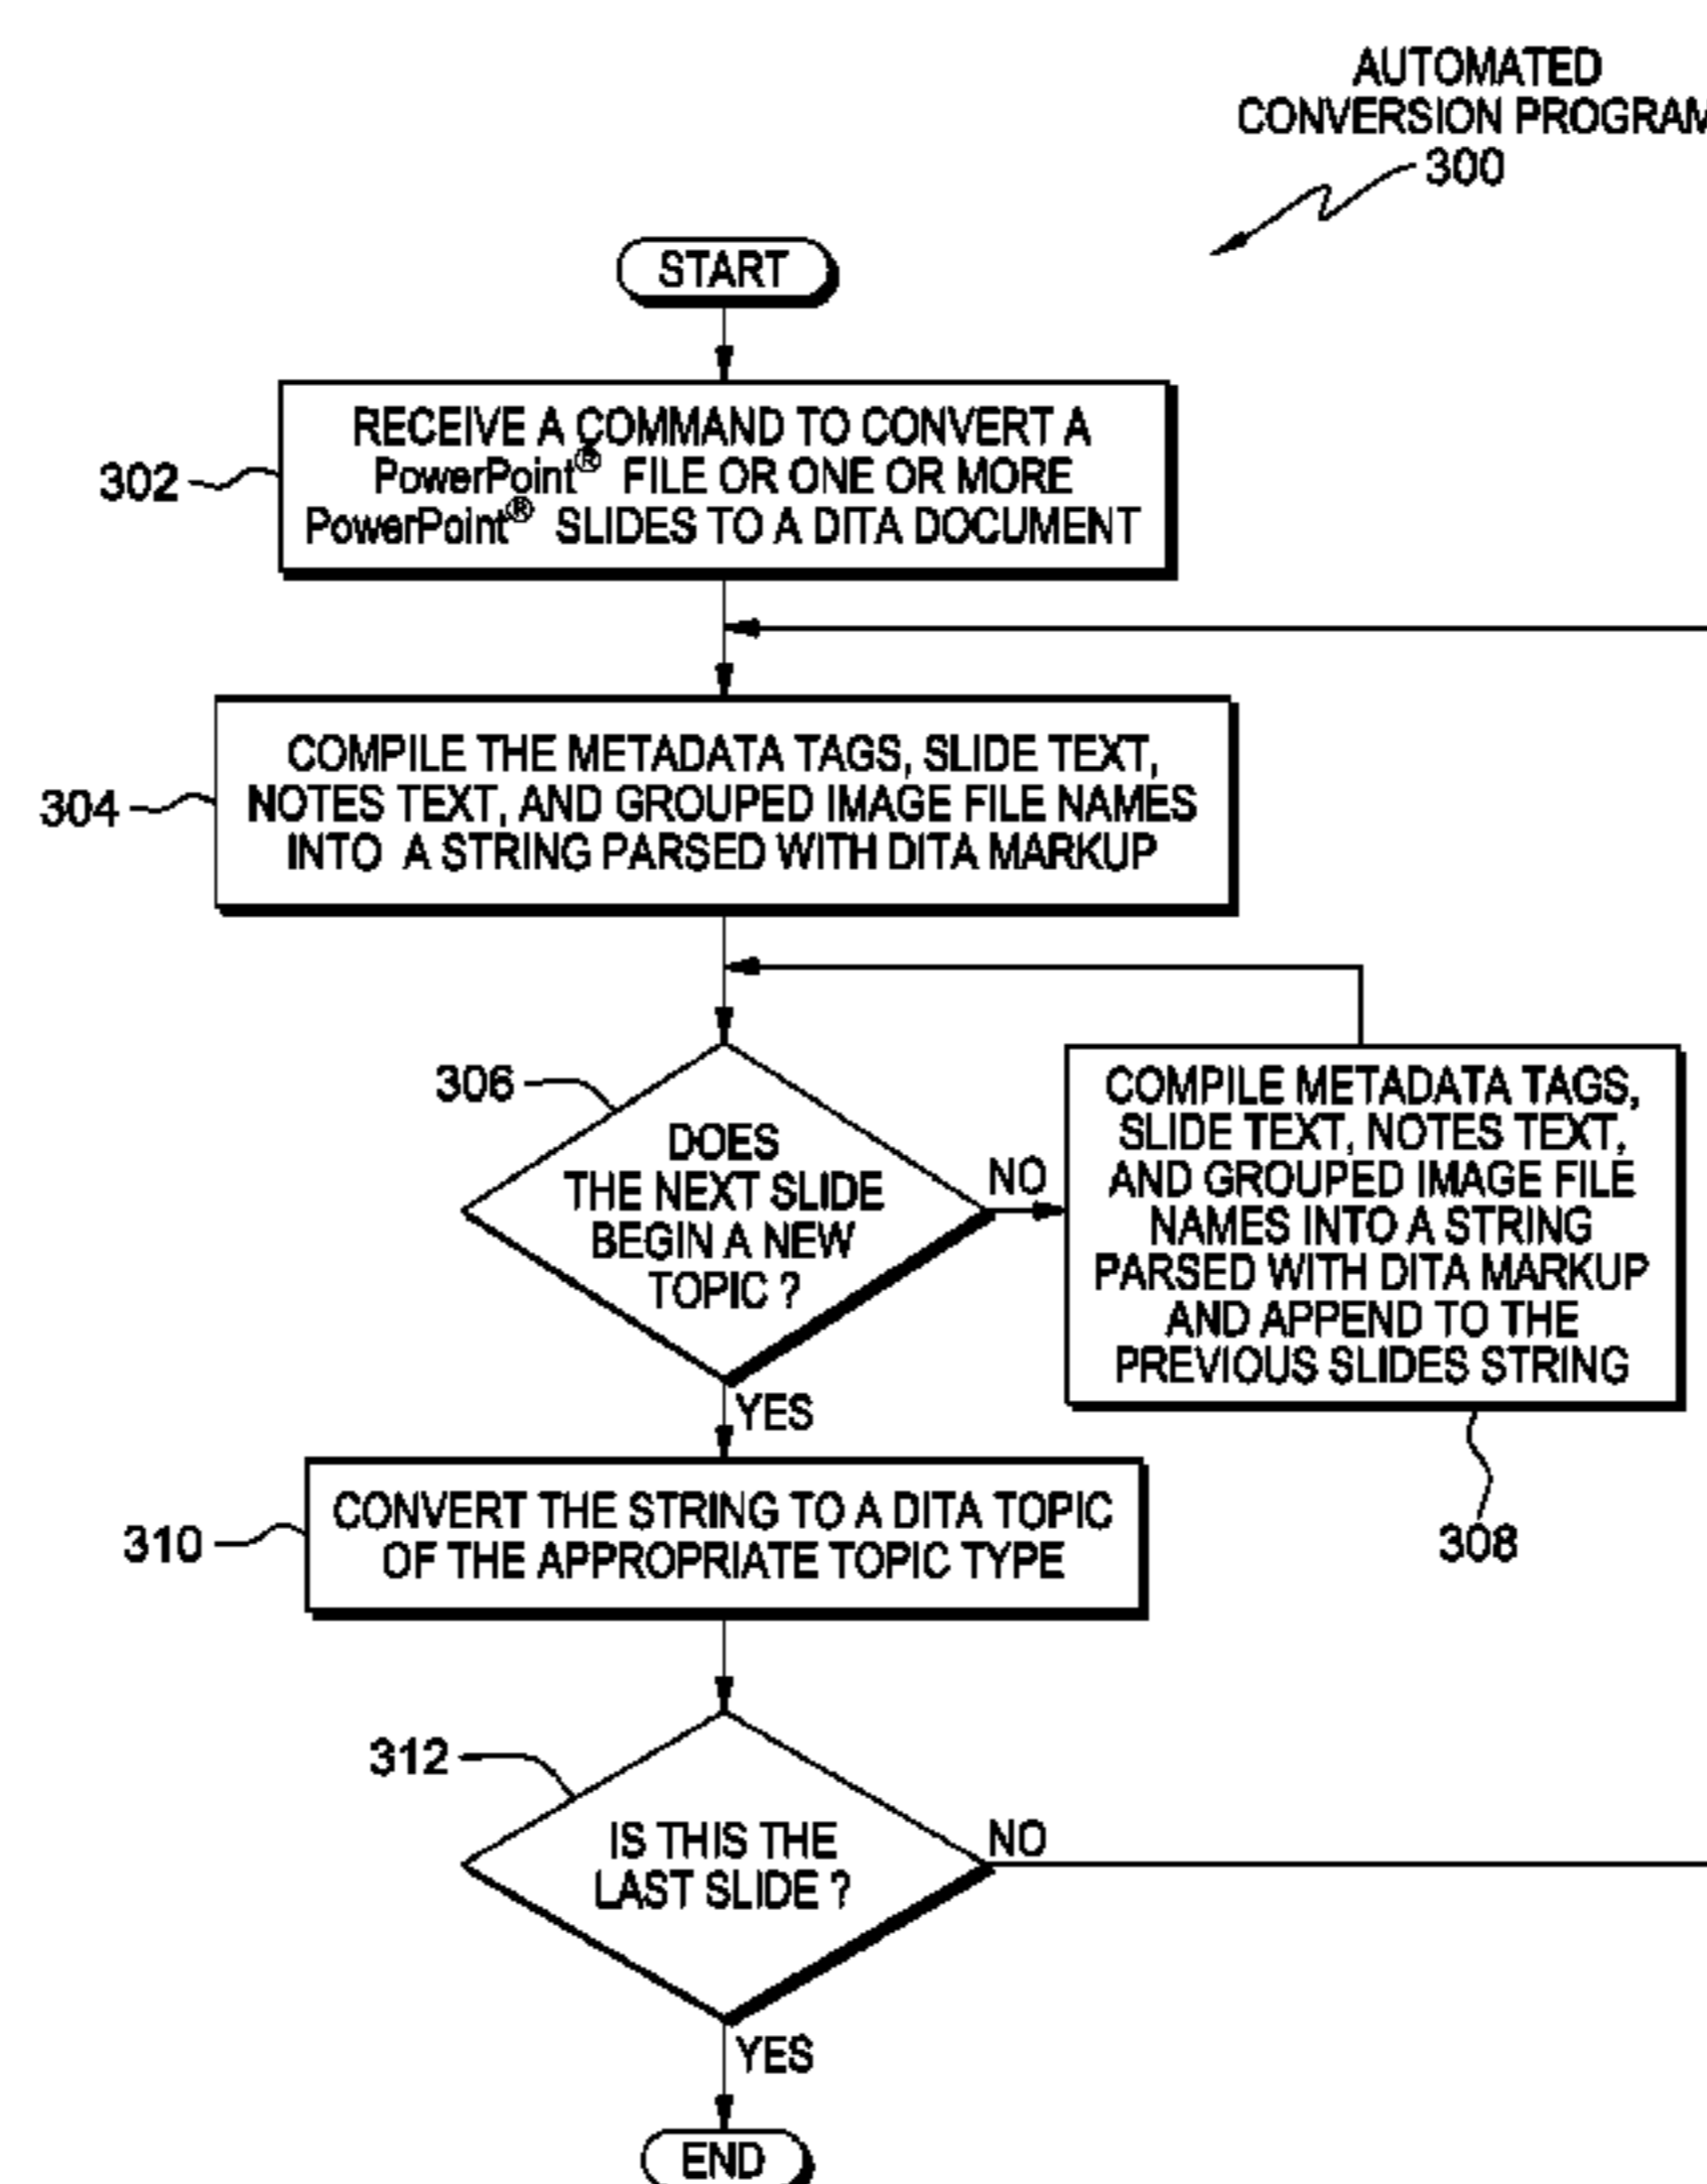 AUTOMATED
CONVERSION PROGRAM
300
START
302
RECEIVE A COMMAND TO CONVERT A
PowerPoint® FILE OR ONE OR MORE
PowerPoint® SLIDES TO A DITA DOCUMENT
304
COMPILE THE METADATA TAGS, SLIDE TEXT,
NOTES TEXT, AND GROUPED IMAGE FILE NAMES
INTO A STRING PARSED WITH DITA MARKUP
306
DOES
THE NEXT SLIDE
BEGIN A NEW
TOPIC ?
NO
COMPILE METADATA TAGS,
SLIDE TEXT, NOTES TEXT,
AND GROUPED IMAGE FILE
NAMES INTO A STRING
PARSED WITH DITA MARKUP
AND APPEND TO THE
PREVIOUS SLIDES STRING
308
YES
310
CONVERT THE STRING TO A DITA TOPIC
OF THE APPROPRIATE TOPIC TYPE
312
IS THIS THE
LAST SLIDE ?
NO
YES
END